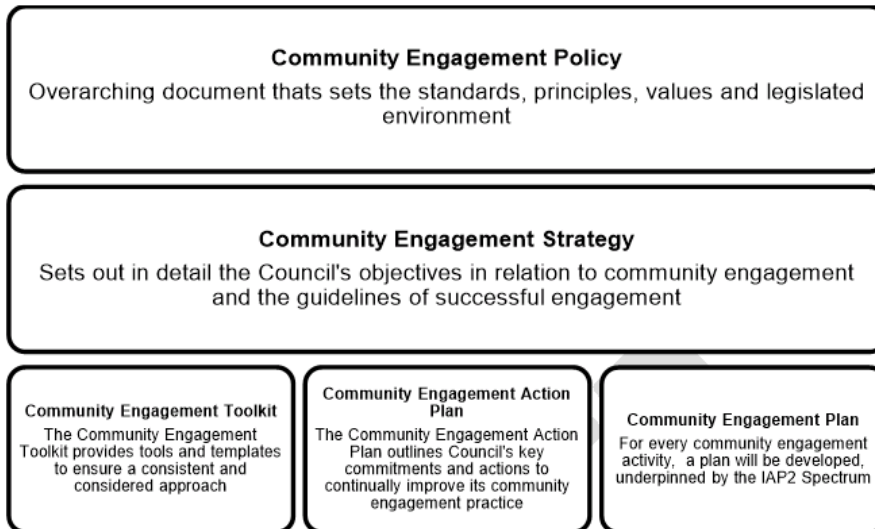 Community Engagement Policy
Overarching document thats sets the standards, principles, values and legislated
environment
Community Engagement Strategy
Sets out in detail the Council's objectives in relation to community engagement
and the guidelines of successful engagement
Community Engagement Toolkit
The Community Engagement
Toolkit provides tools and templates
to ensure a consistent and
considered approach
Community Engagement Action
Plan
The Community Engagement Action
Plan outlines Council's key
commitments and actions to
continually improve its community
engagement practice
Community Engagement Plan
For every community engagement
activity, a plan will be developed,
underpinned by the IAP2 Spectrum